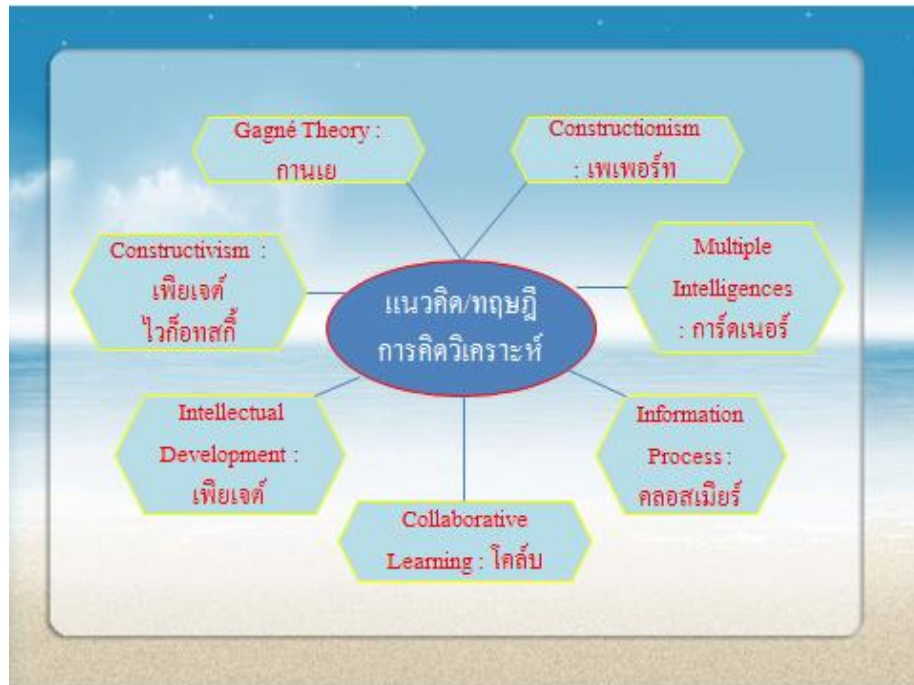 Gagné Theory :
กานเย
Constructionism
: เพเพอร์ท
Constructivism :
เพียเจต์
ไวก็อทสกี้
แนวคิด/ทฤษฎี
การคิดวิเคราะห์
Multiple
Intelligences
: การ์ดเนอร์
Intellectual
Development :
เพียเจต์
Information
Process :
คลอสเมียร์
Collaborative
Learning : โคล์บ